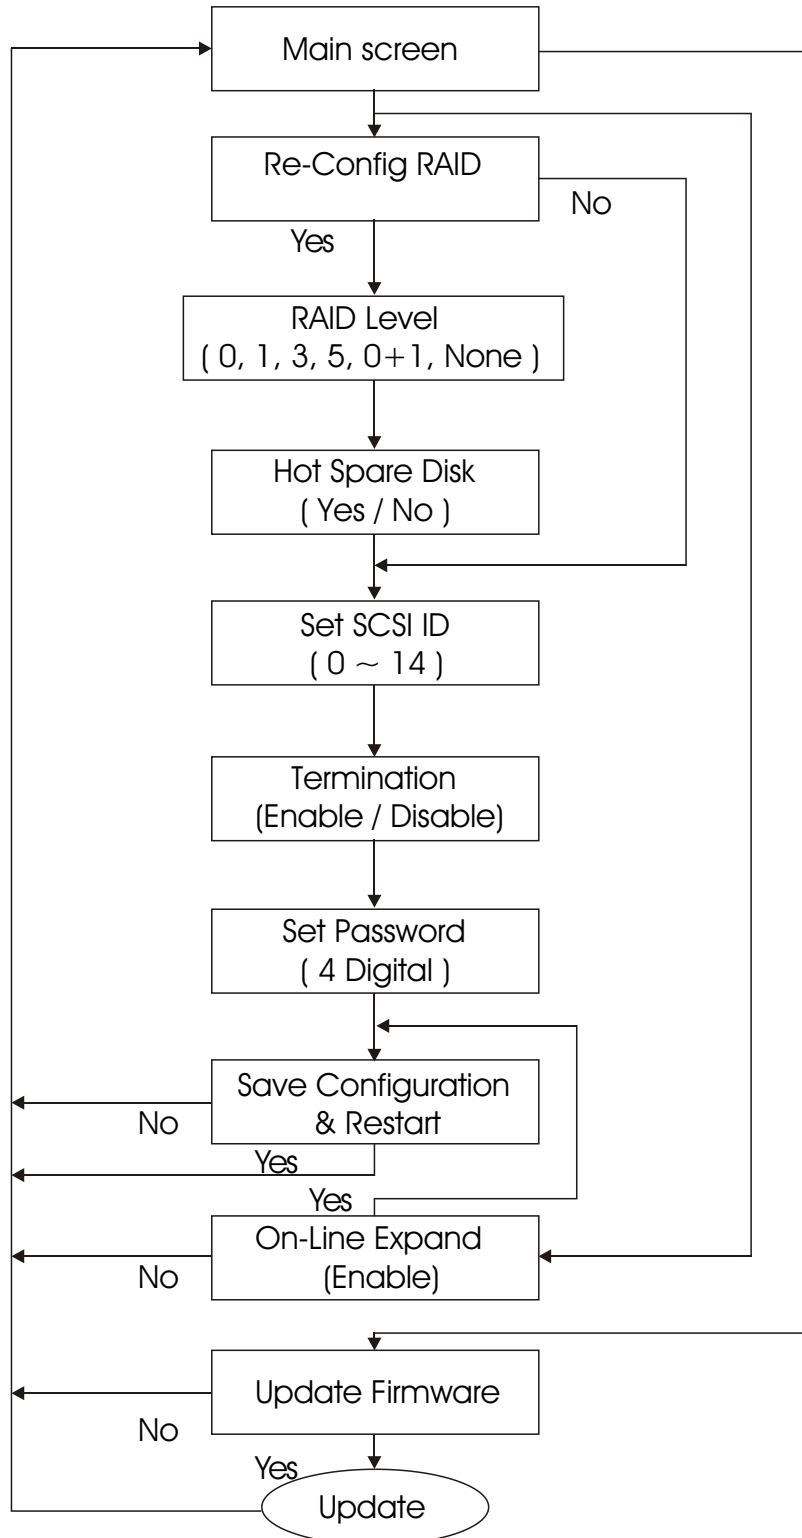 Main screen
Re-Config RAID
No
Yes
RAID Level
( 0, 1, 3, 5, 0+1, None )
Hot Spare Disk
( Yes / No )
Set SCSI ID
( 0 ~ 14 )
Termination
(Enable / Disable)
Set Password
( 4 Digital )
Save Configuration
& Restart
No
Yes
Yes
On-Line Expand
(Enable)
No
Update Firmware
No
Yes
Update